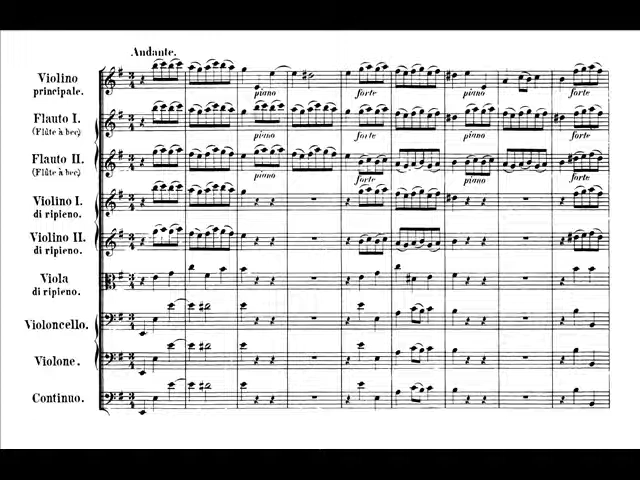 Andante.
Violino
principale.
piano forte piano forte
Flauto I.
(Flûte à bec)
piano forte piano forte
Flauto II.
(Flûte à bec)
piano forte piano forte
Violino I.
di ripieno.
Violino II.
di ripieno.
Viola
di ripieno.
Violoncello.
Violone.
Continuo.